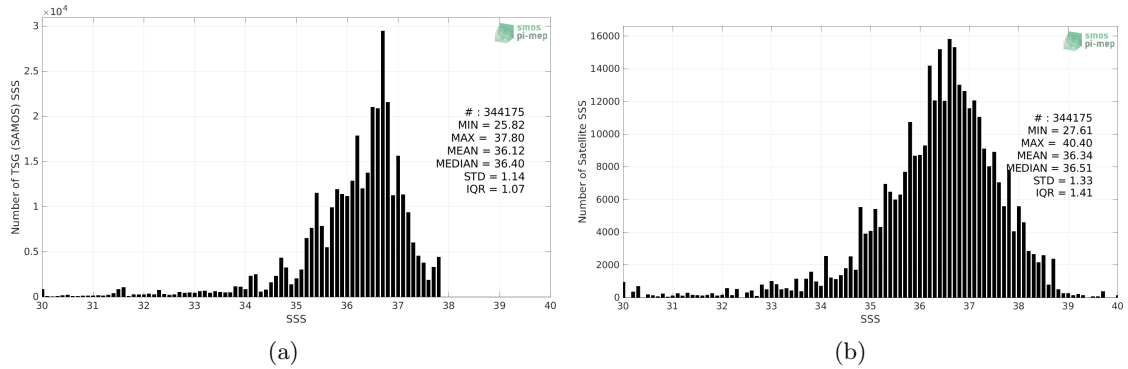 ×10⁴
3
2.5
2
1.5
1
0.5
0
Number of TSG (SAMOS) SSS
30 31 32 33 34 35 36 37 38 39 40
SSS
smos
pi-mep
# : 344175
MIN = 25.82
MAX = 37.80
MEAN = 36.12
MEDIAN = 36.40
STD = 1.14
IQR = 1.07
(a)
16000
14000
12000
10000
8000
6000
4000
2000
0
Number of Satellite SSS
30 31 32 33 34 35 36 37 38 39 40
SSS
smos
pi-mep
# : 344175
MIN = 27.61
MAX = 40.40
MEAN = 36.34
MEDIAN = 36.51
STD = 1.33
IQR = 1.41
(b)